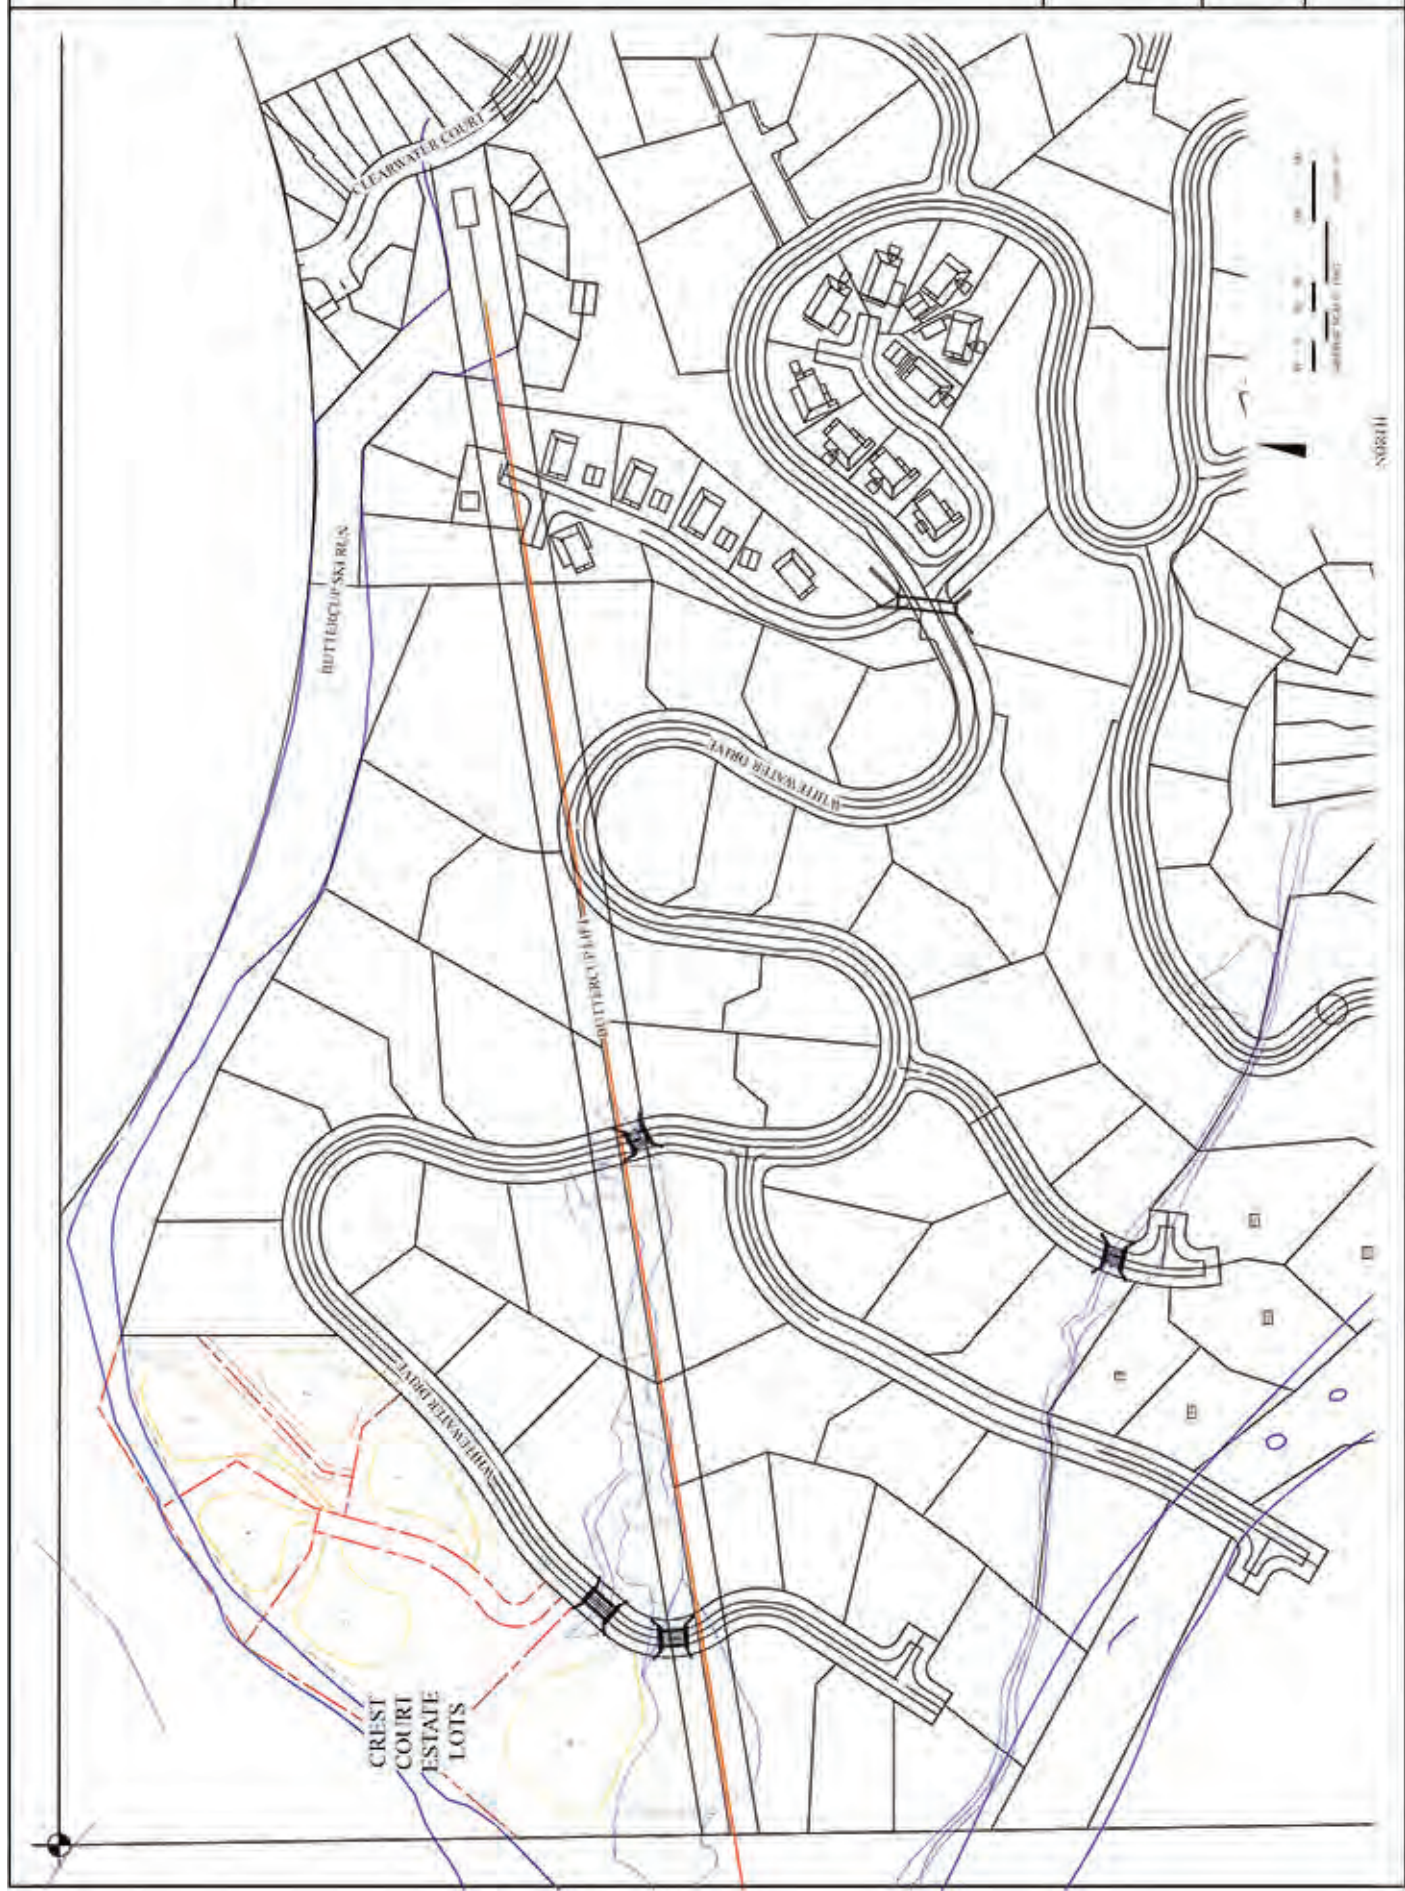 CLEARWATER COURT
BUTTERCUP SKI RUN
WHITEWATER DRIVE
BUTTERCUP LIFT
WHITEWATER DRIVE
CREST
COURT
ESTATE
LOTS
NORTH